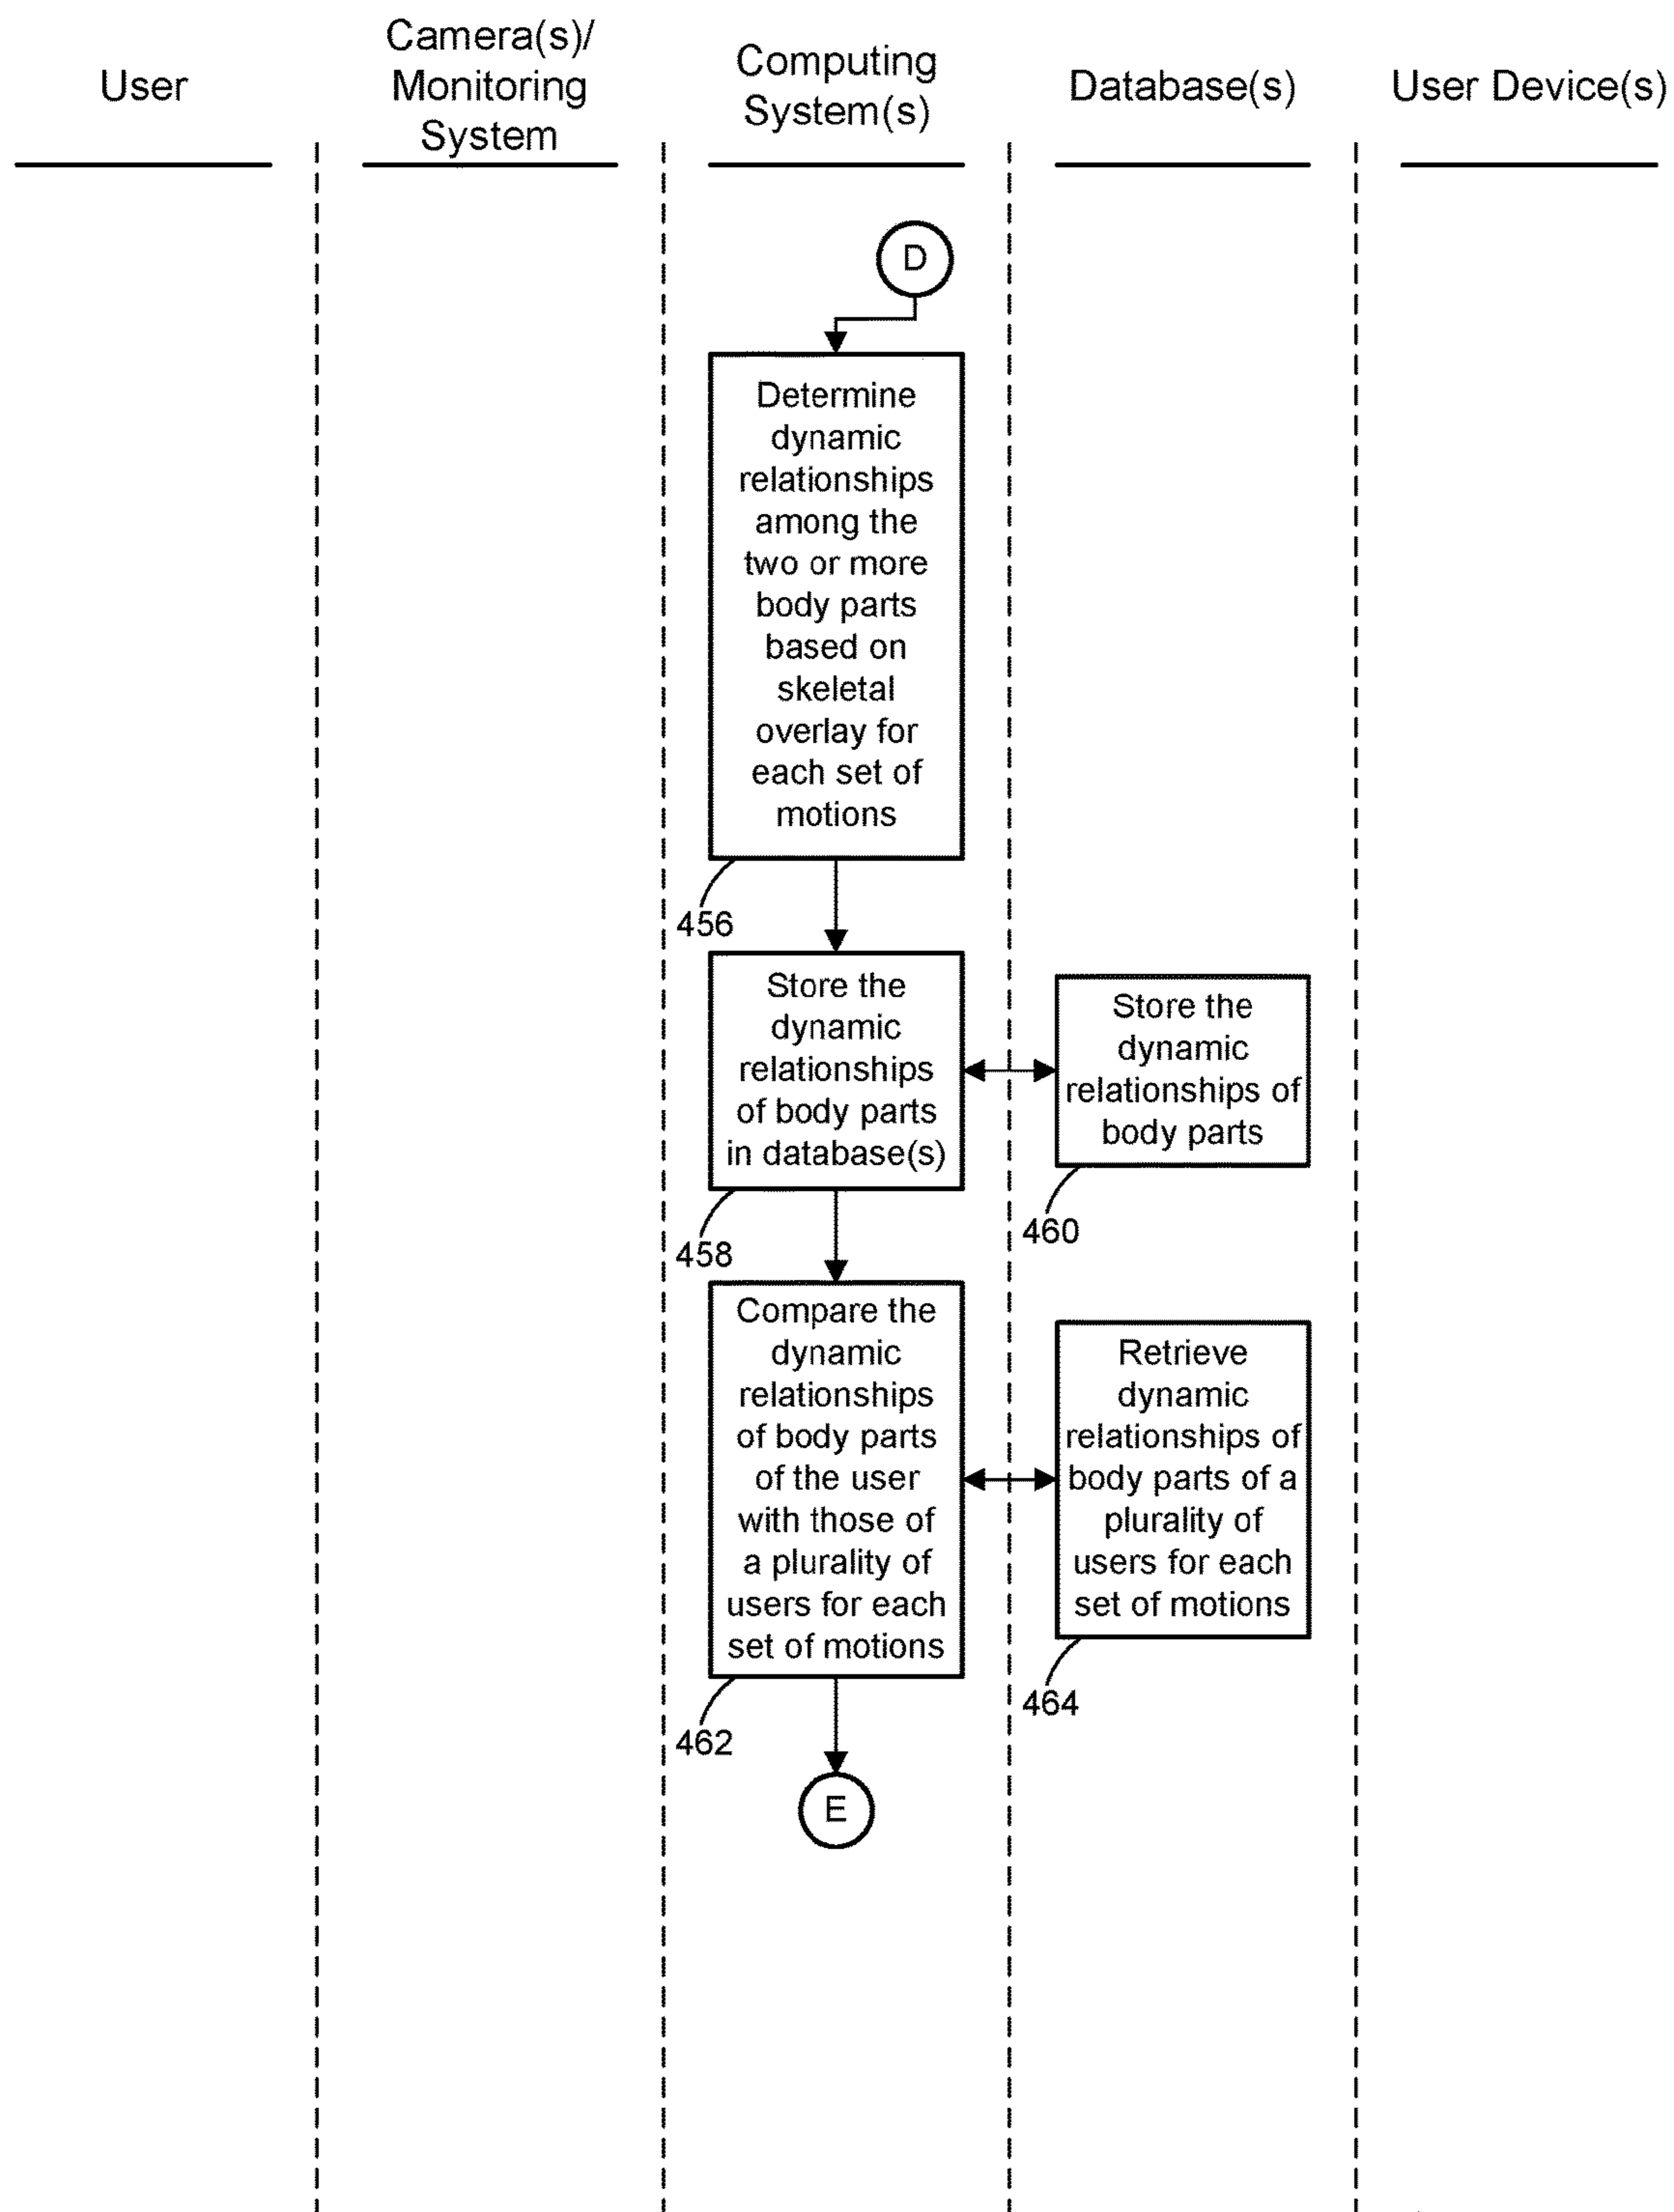 User
Camera(s)/
Monitoring
System
Computing
System(s)
Database(s)
User Device(s)
D
Determine
dynamic
relationships
among the
two or more
body parts
based on
skeletal
overlay for
each set of
motions
456
Store the
dynamic
relationships
of body parts
in database(s)
458
Store the
dynamic
relationships of
body parts
460
Compare the
dynamic
relationships
of body parts
of the user
with those of
a plurality of
users for each
set of motions
462
Retrieve
dynamic
relationships of
body parts of a
plurality of
users for each
set of motions
464
E